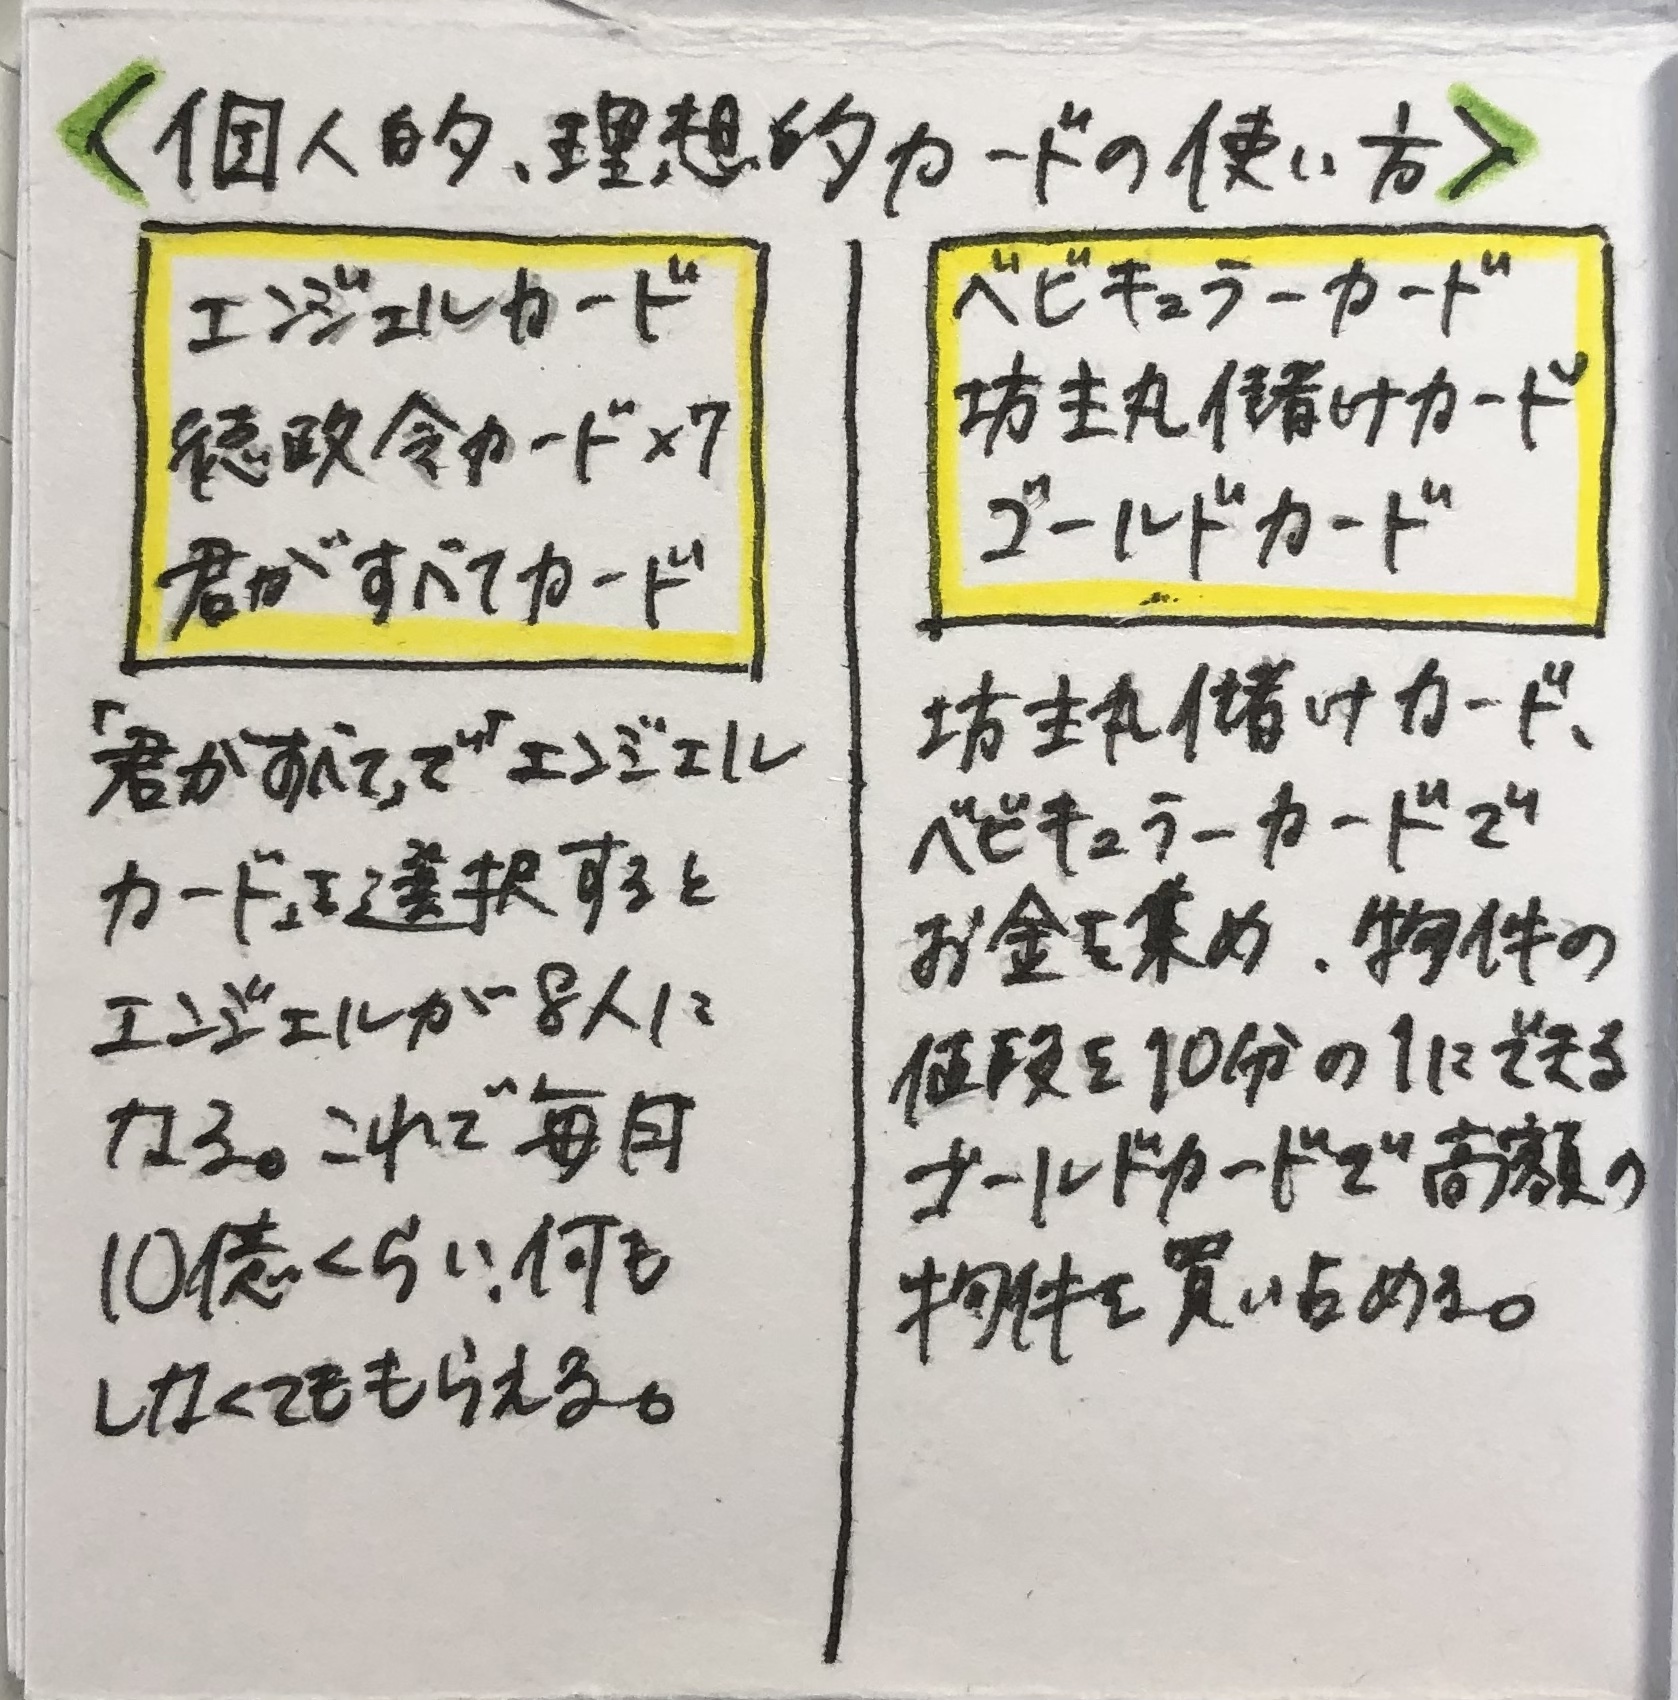 <個人的、理想的カードの使い方>
エンジェルカード
徳政令カード×7
君がすべてカード
「君がすべて」で「エンジェル
カード」を選択すると
エンジェルが8人に
なる。これで毎月
10億くらい、何も
しなくてももらえる。
ベビキュラーカード
坊主丸儲けカード
ゴールドカード
坊主丸儲けカード、
ベビキュラーカードで
お金を集め、物件の
値段を10分の1にできる
ゴールドカードで高額の
物件を買い占める。